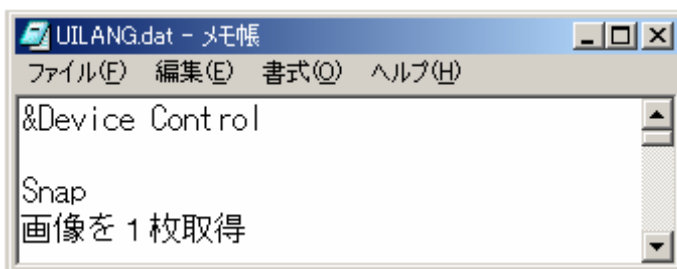 UILANG.dat - メモ帳
ファイル(F) 編集(E) 書式(O) ヘルプ(H)
&Device Control
Snap
画像を１枚取得